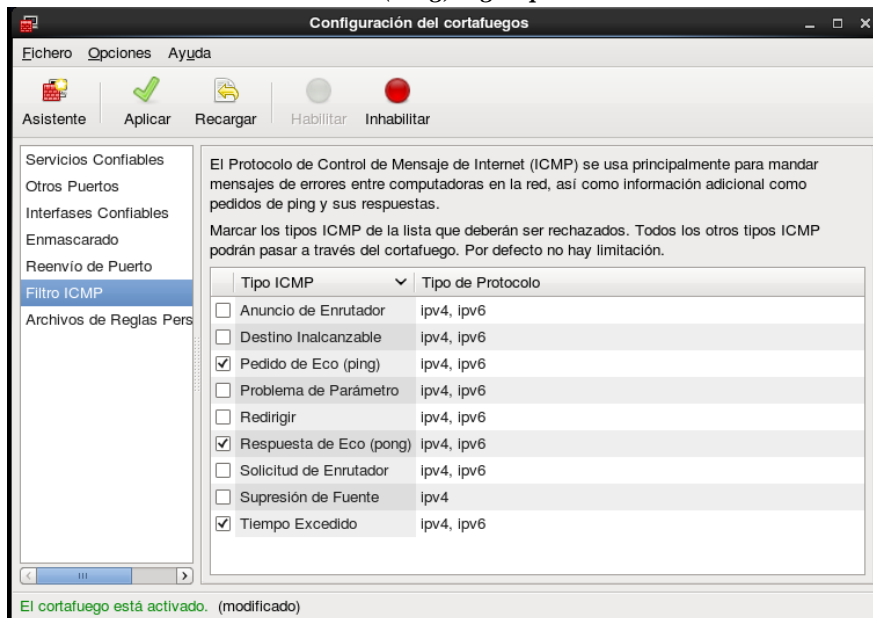 Configuración del cortafuegos
Fichero Opciones Ayuda
Asistente Aplicar Recargar Habilitar Inhabilitar
Servicios Confiables
Otros Puertos
Interfases Confiables
Enmascarado
Reenvío de Puerto
Filtro ICMP
Archivos de Reglas Pers
El Protocolo de Control de Mensaje de Internet (ICMP) se usa principalmente para mandar
mensajes de errores entre computadoras en la red, así como información adicional como
pedidos de ping y sus respuestas.
Marcar los tipos ICMP de la lista que deberán ser rechazados. Todos los otros tipos ICMP
podrán pasar a través del cortafuego. Por defecto no hay limitación.
Tipo ICMP Tipo de Protocolo
Anuncio de Enrutador ipv4, ipv6
Destino Inalcanzable ipv4, ipv6
Pedido de Eco (ping) ipv4, ipv6
Problema de Parámetro ipv4, ipv6
Redirigir ipv4, ipv6
Respuesta de Eco (pong) ipv4, ipv6
Solicitud de Enrutador ipv4, ipv6
Supresión de Fuente ipv4
Tiempo Excedido ipv4, ipv6
El cortafuego está activado. (modificado)